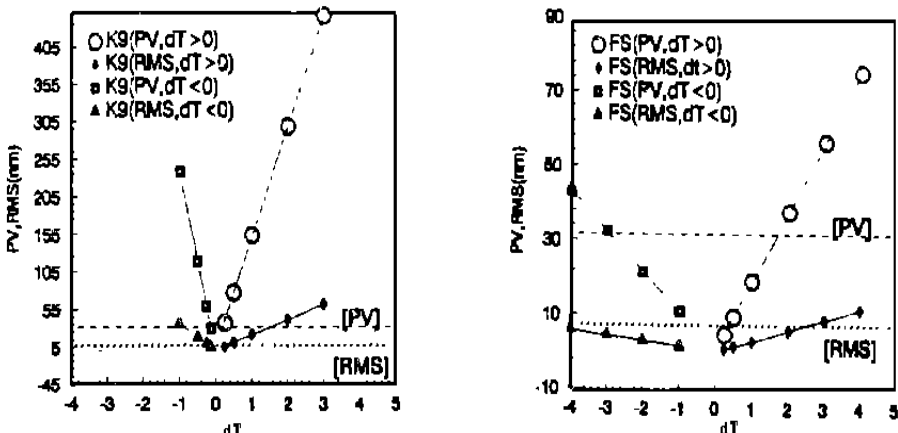 405
355
305
255
205
155
105
55
5
-45
PV,RMS(nm)
K9(PV,dT>0)
K9(RMS,dT>0)
K9(PV,dT<0)
K9(RMS,dT<0)
[PV]
[RMS]
-4 -3 -2 -1 0 1 2 3 4 5
dT
90
70
50
30
10
-10
PV,RMS(nm)
FS(PV,dT>0)
FS(RMS,dt>0)
FS(PV,dT<0)
FS(RMS,dT<0)
[PV]
[RMS]
-4 -3 -2 -1 0 1 2 3 4 5
dT